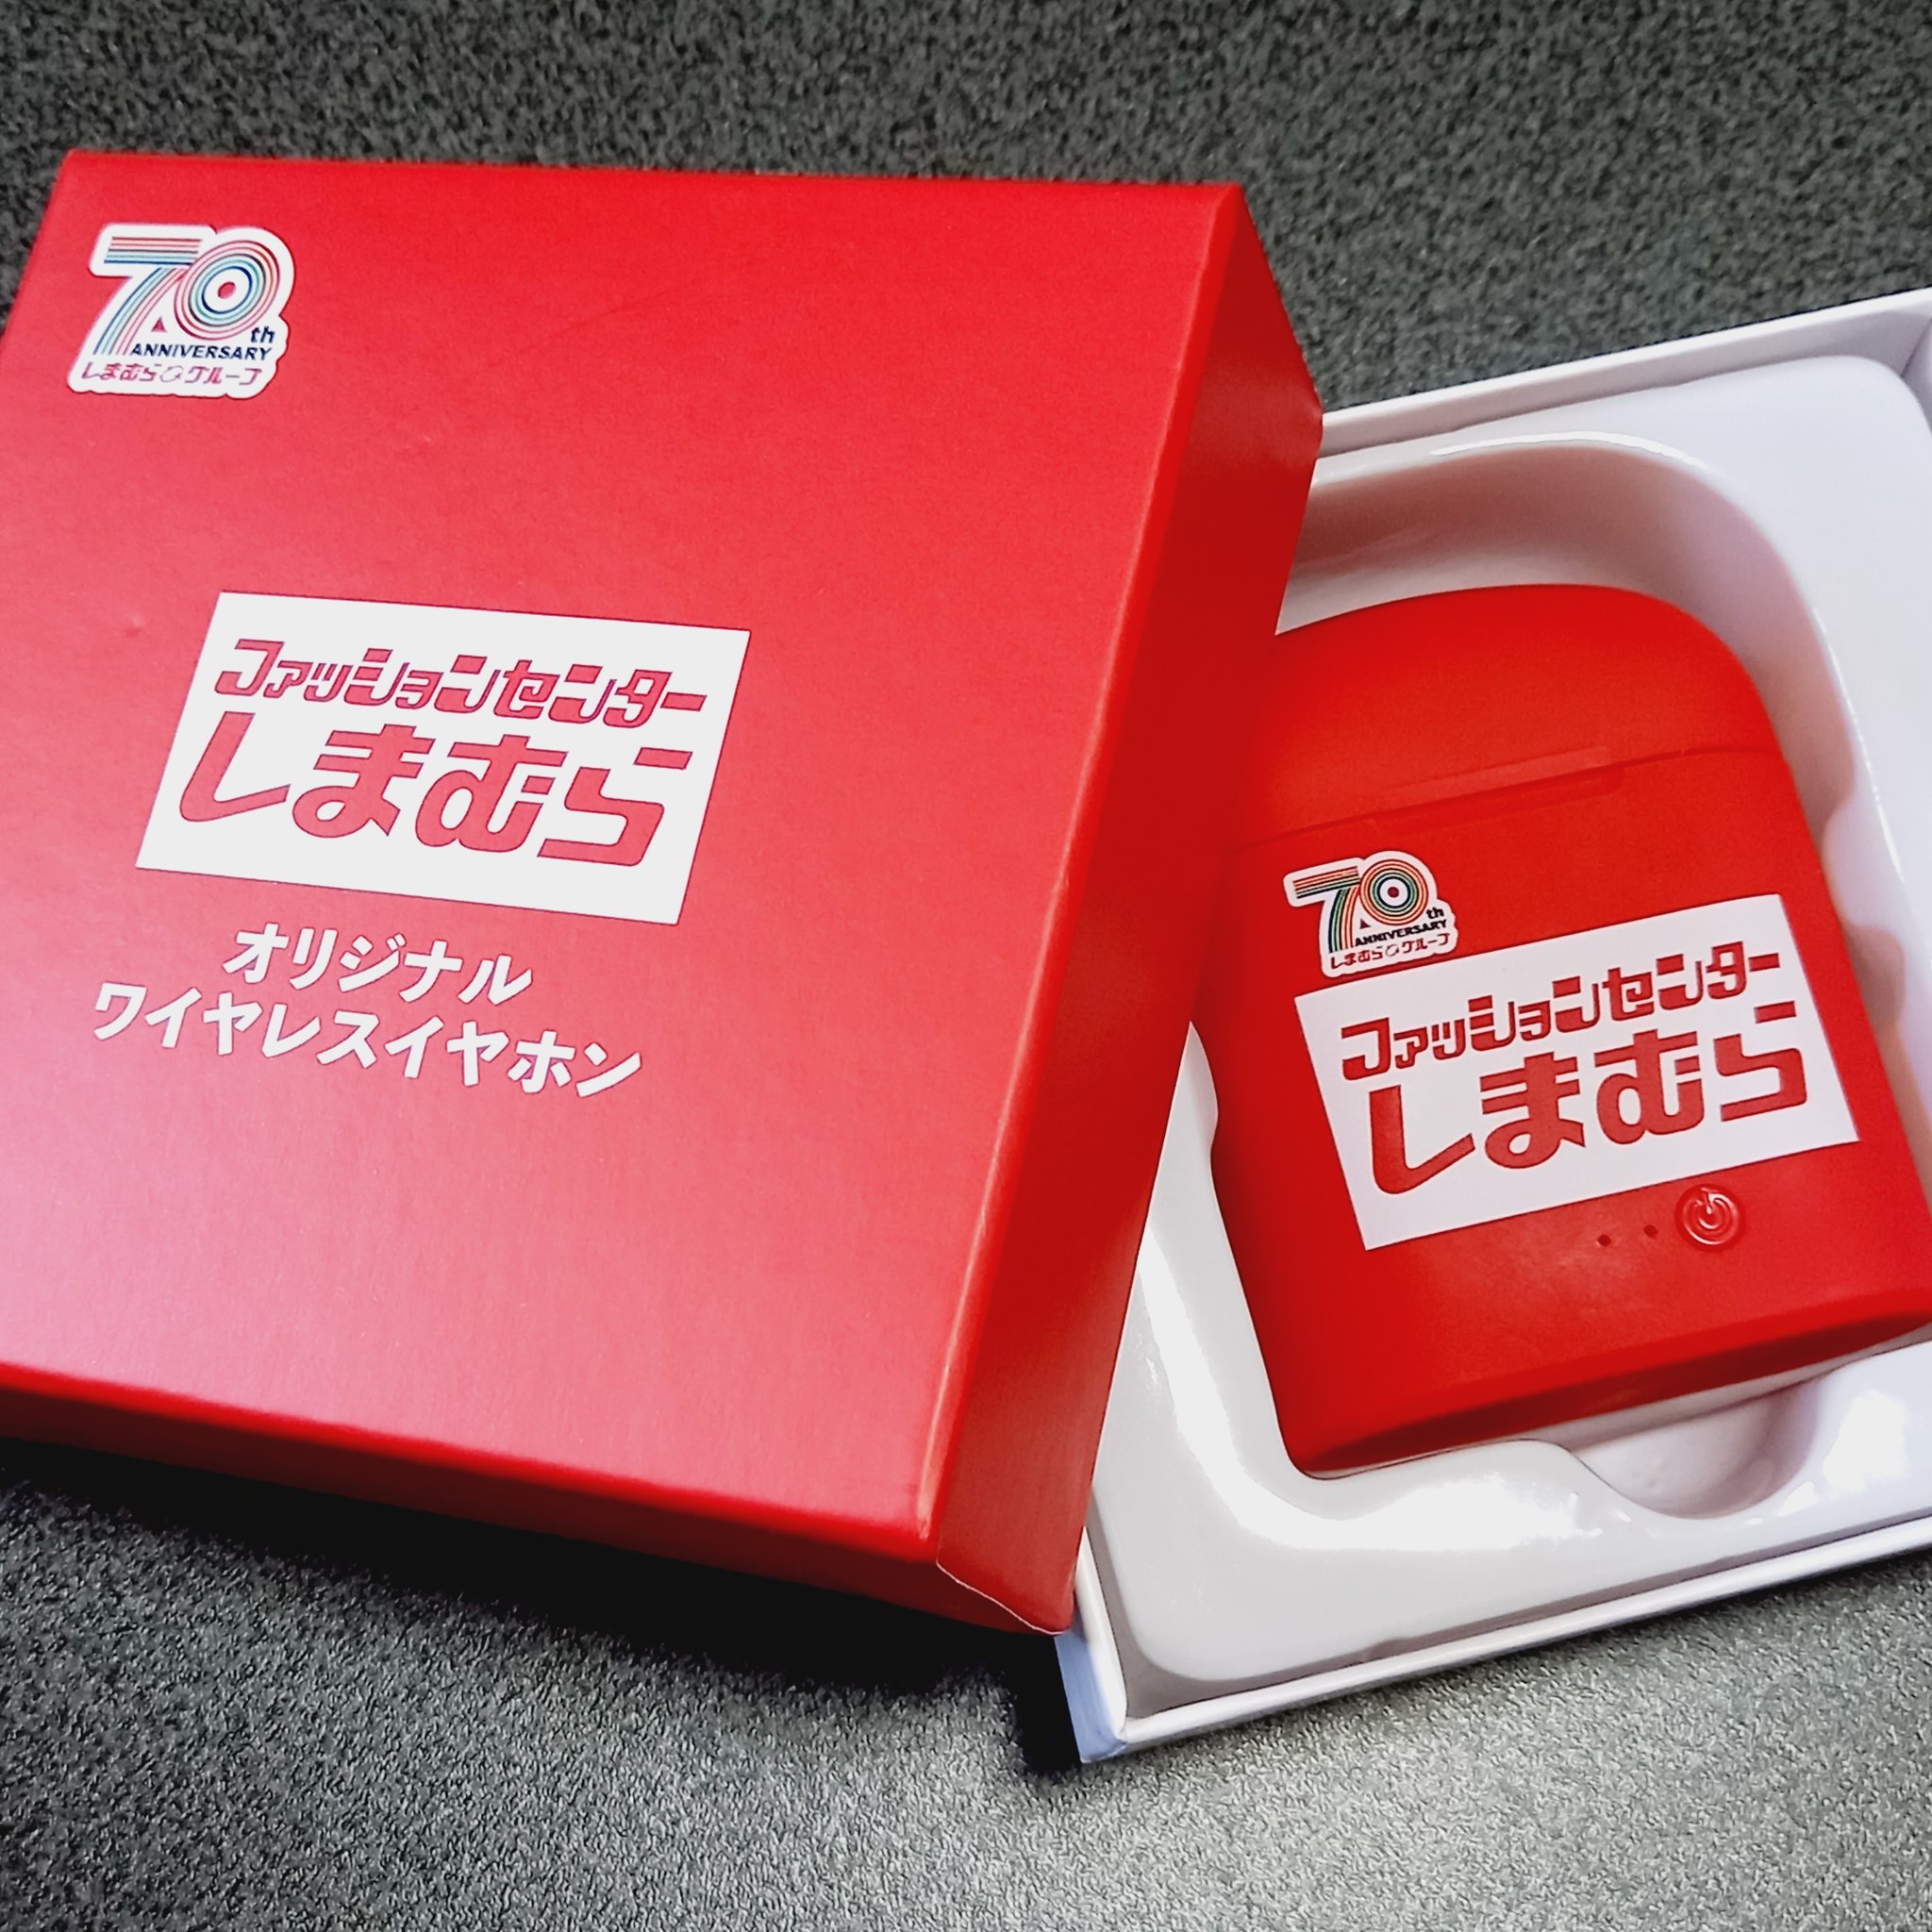 70th
ANNIVERSARY
しまむらグループ
ファッションセンター
しまむら
オリジナル
ワイヤレスイヤホン
70th
ANNIVERSARY
しまむらグループ
ファッションセンター
しまむら